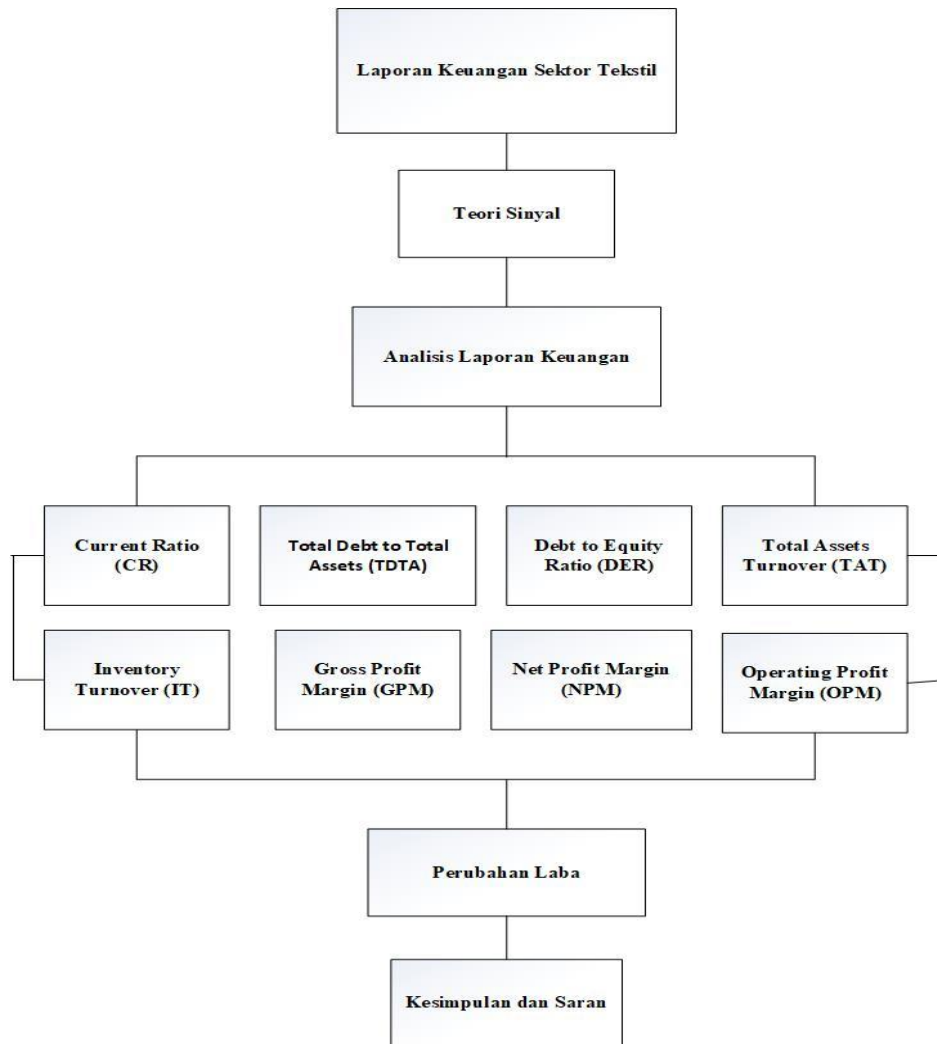 Laporan Keuangan Sektor Tekstil
Teori Sinyal
Analisis Laporan Keuangan
Current Ratio
(CR)
Total Debt to Total
Assets (TDTA)
Debt to Equity
Ratio (DER)
Total Assets
Turnover (TAT)
Inventory
Turnover (IT)
Gross Profit
Margin (GPM)
Net Profit Margin
(NPM)
Operating Profit
Margin (OPM)
Perubahan Laba
Kesimpulan dan Saran